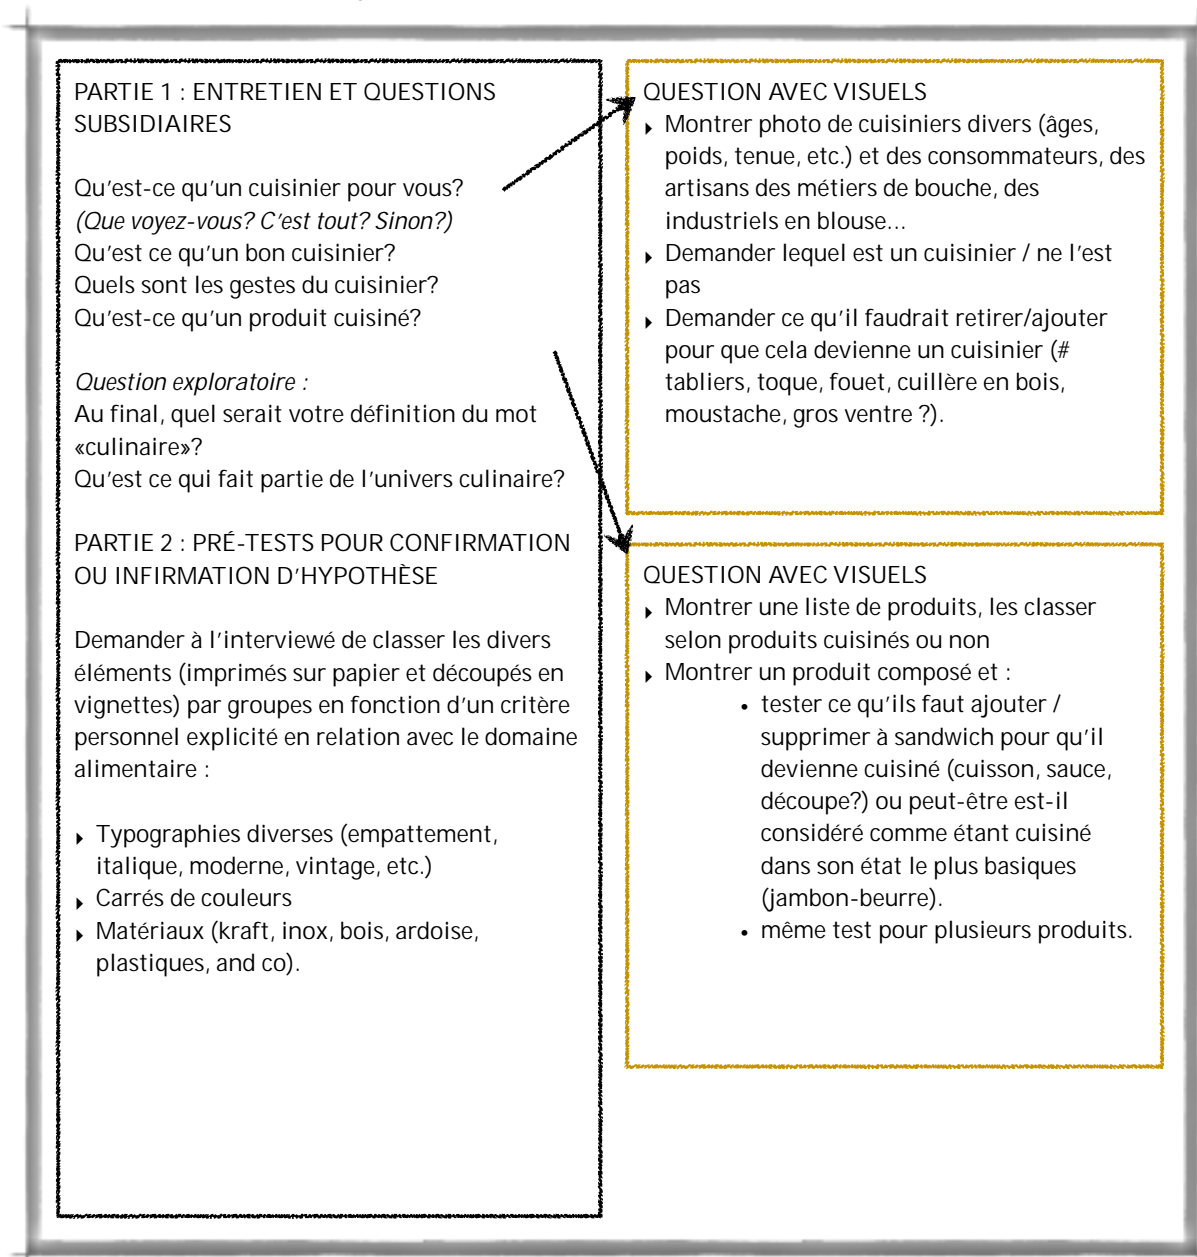 PARTIE 1 : ENTRETIEN ET QUESTIONS
SUBSIDIAIRES
Qu'est-ce qu'un cuisinier pour vous?
(Que voyez-vous? C'est tout? Sinon?)
Qu'est ce qu'un bon cuisinier?
Quels sont les gestes du cuisinier?
Qu'est-ce qu'un produit cuisiné?
Question exploratoire :
Au final, quel serait votre définition du mot
«culinaire»?
Qu'est ce qui fait partie de l'univers culinaire?
PARTIE 2 : PRÉ-TESTS POUR CONFIRMATION
OU INFIRMATION D'HYPOTHÈSE
Demander à l'interviewé de classer les divers
éléments (imprimés sur papier et découpés en
vignettes) par groupes en fonction d'un critère
personnel explicité en relation avec le domaine
alimentaire :
‣ Typographies diverses (empattement,
italique, moderne, vintage, etc.)
‣ Carrés de couleurs
‣ Matériaux (kraft, inox, bois, ardoise,
plastiques, and co).
QUESTION AVEC VISUELS
‣ Montrer photo de cuisiniers divers (âges,
poids, tenue, etc.) et des consommateurs, des
artisans des métiers de bouche, des
industriels en blouse...
‣ Demander lequel est un cuisinier / ne l'est
pas
‣ Demander ce qu'il faudrait retirer/ajouter
pour que cela devienne un cuisinier (#
tabliers, toque, fouet, cuillère en bois,
moustache, gros ventre ?).
QUESTION AVEC VISUELS
‣ Montrer une liste de produits, les classer
selon produits cuisinés ou non
‣ Montrer un produit composé et :
• tester ce qu'ils faut ajouter /
supprimer à sandwich pour qu'il
devienne cuisiné (cuisson, sauce,
découpe?) ou peut-être est-il
considéré comme étant cuisiné
dans son état le plus basiques
(jambon-beurre).
• même test pour plusieurs produits.